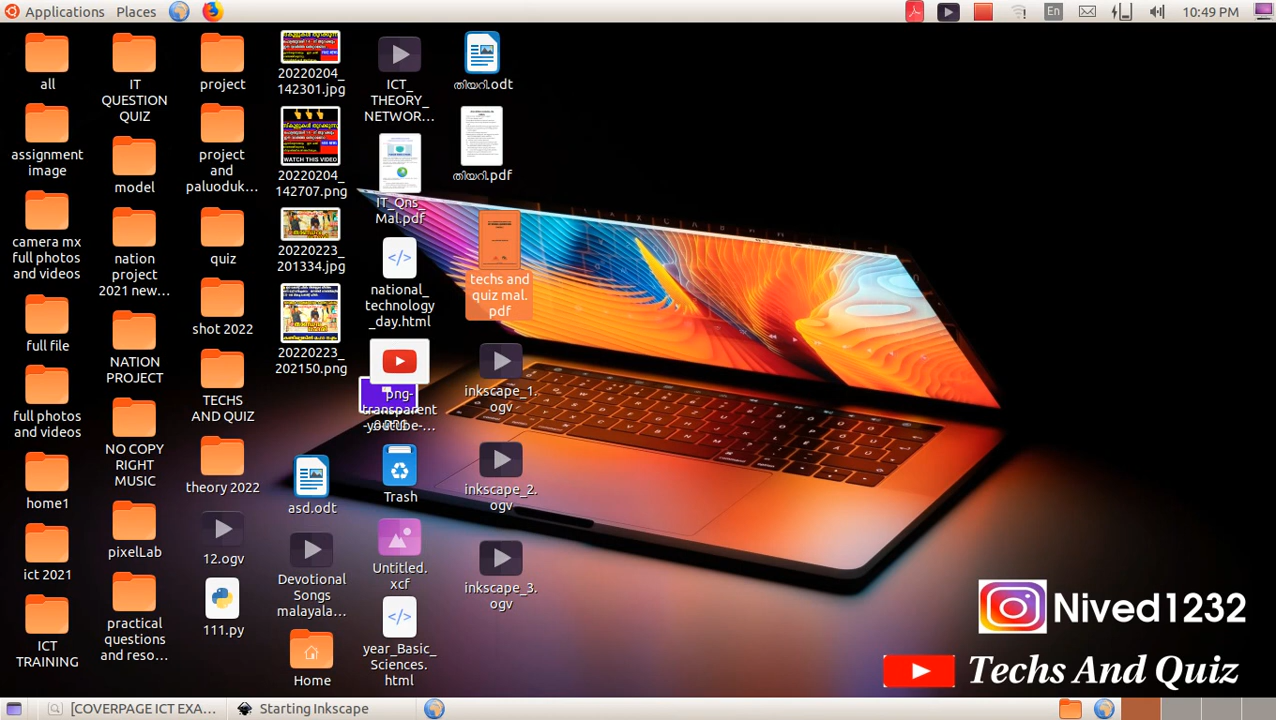 Applications Places
En
10:49 PM
all
assignment
image
camera mx
full photos
and videos
full file
full photos
and videos
home1
ict 2021
ICT
TRAINING
IT
QUESTION
QUIZ
model
nation
project
2021 new...
NATION
PROJECT
NO COPY
RIGHT
MUSIC
pixelLab
practical
questions
and reso...
project
project
and
paluoduk...
quiz
shot 2022
TECHS
AND QUIZ
theory 2022
12.ogv
111.py
WATCH THIS VIDEO
20220204_
142301.jpg
20220204_
142707.png
20220223_
201334.jpg
20220223_
202150.png
asd.odt
Devotional
Songs
malayala...
Home
ICT_
THEORY_
NETWOR...
IT_Qns_
Mal.pdf
national_
technology
_day.html
png-
transparent
-youtube-...
Trash
Untitled.
xcf
year_Basic_
Sciences.
html
തിയറി.odt
തിയറി.pdf
techs and
quiz mal.
pdf
inkscape_1.
ogv
inkscape_2.
ogv
inkscape_3.
ogv
Nived1232
Techs And Quiz
[COVERPAGE ICT EXA...
Starting Inkscape